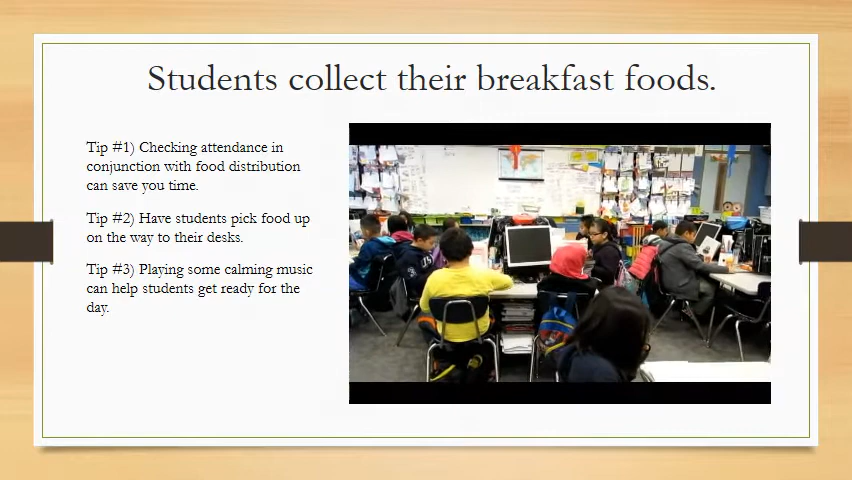 Students collect their breakfast foods.
Tip #1) Checking attendance in
conjunction with food distribution
can save you time.
Tip #2) Have students pick food up
on the way to their desks.
Tip #3) Playing some calming music
can help students get ready for the
day.